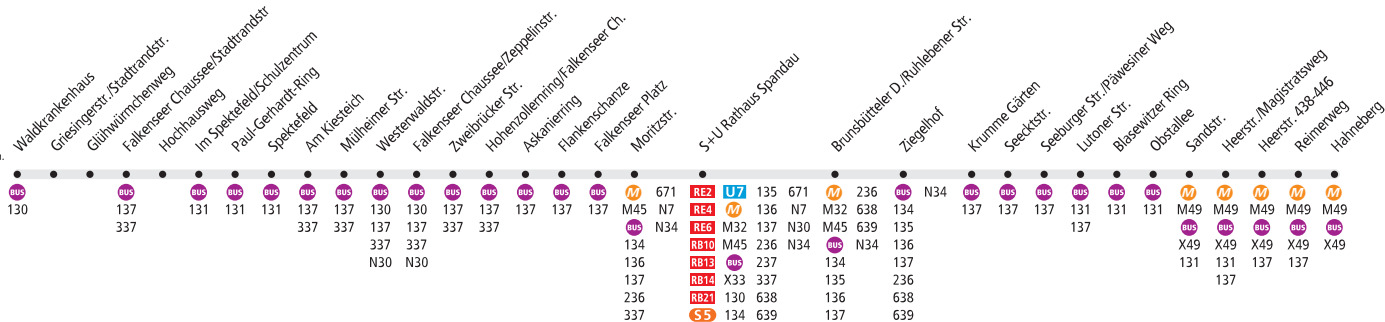 Waldkrankenhaus
Griesingerstr./Stadtrandstr.
Glühwürmchenweg
Falkenseer Chaussee/Stadtrandstr
Hochhausweg
Im Spektefeld/Schulzentrum
Paul-Gerhardt-Ring
Spektefeld
Am Kiesteich
Mülheimer Str.
Westerwaldstr.
Falkenseer Chaussee/Zeppelinstr.
Zweibrücker Str.
Hohenzollernring/Falkenseer Ch.
Askanierring
Flankenschanze
Falkenseer Platz
Moritzstr.
S+U Rathaus Spandau
Brunsbütteler D./Ruhlebener Str.
Ziegelhof
Krumme Gärten
Seecktstr.
Seeburger Str./Päwesiner Weg
Lutoner Str.
Blasewitzer Ring
Obstallee
Sandstr.
Heerstr./Magistratsweg
Heerstr. 438-446
Reimerweg
Hahneberg
BUS BUS BUS BUS BUS BUS BUS BUS BUS BUS BUS BUS BUS BUS M 671 RE2 U7 135 671 M 236 BUS N34 BUS BUS BUS BUS BUS BUS M M M M M
130 137 131 131 131 137 137 130 130 137 137 137 137 137 M45 N7 RE4 M 136 N7 M32 638 134 137 137 137 131 131 131 M49 M49 M49 M49 M49
337 337 337 137 137 337 337 BUS N34 RE6 M32 137 N30 M45 639 135 137 BUS BUS BUS BUS BUS
337 337 134 RB10 M45 236 N34 BUS N34 136 X49 X49 X49 X49 X49
N30 N30 136 RB13 BUS 237 134 137 131 131 137 137
137 RB14 X33 337 135 236 137
236 RB21 130 638 136 638
337 S5 134 639 137 639